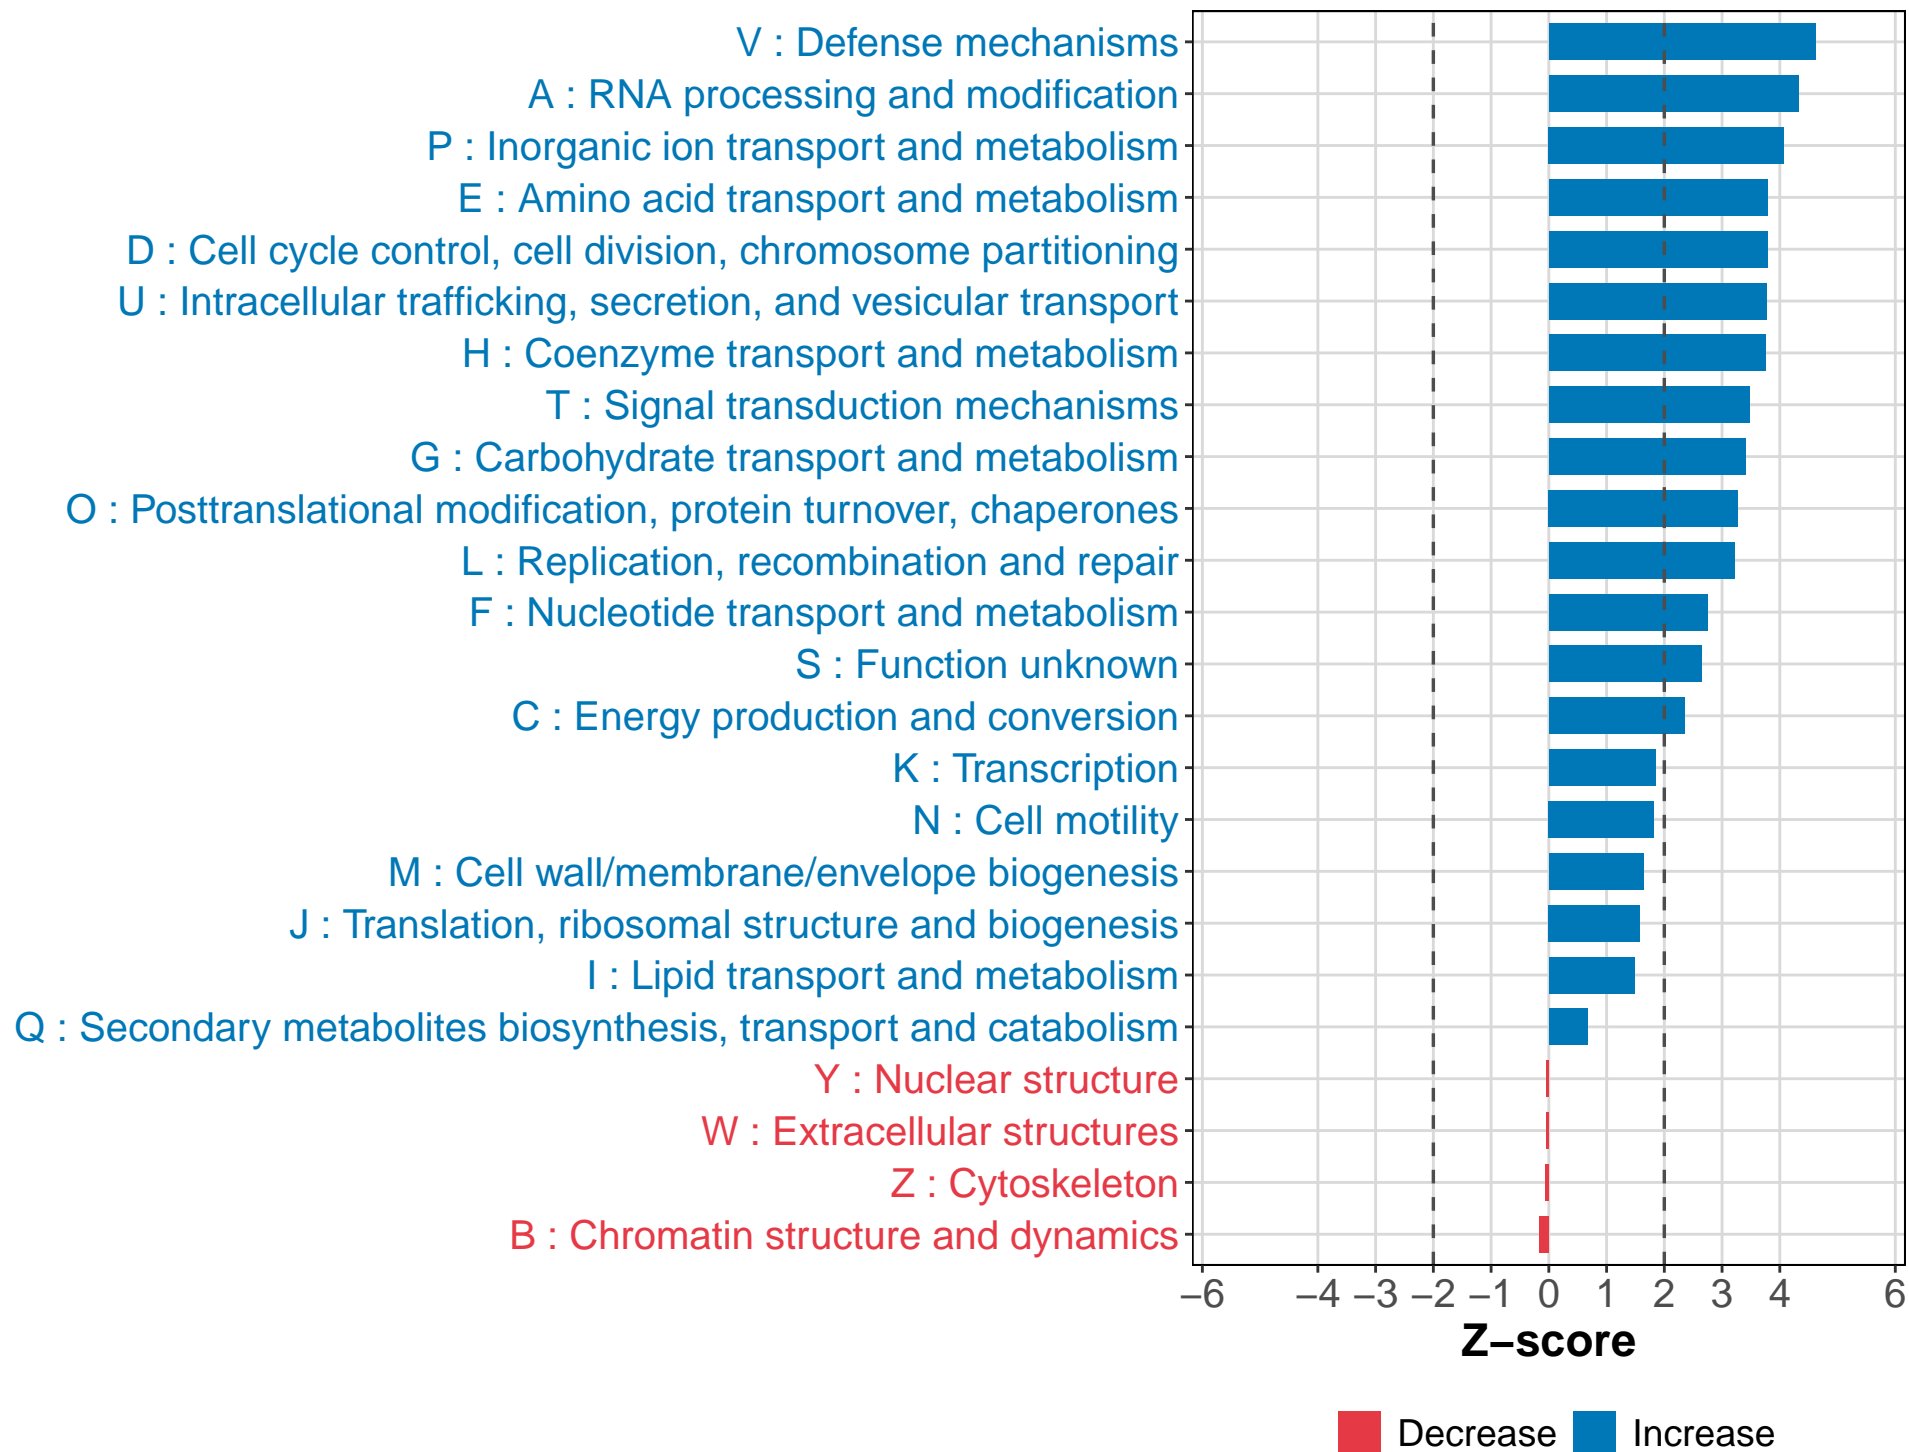 V : Defense mechanisms
A : RNA processing and modification
P : Inorganic ion transport and metabolism
E : Amino acid transport and metabolism
D : Cell cycle control, cell division, chromosome partitioning
U : Intracellular trafficking, secretion, and vesicular transport
H : Coenzyme transport and metabolism
T : Signal transduction mechanisms
G : Carbohydrate transport and metabolism
O : Posttranslational modification, protein turnover, chaperones
L : Replication, recombination and repair
F : Nucleotide transport and metabolism
S : Function unknown
C : Energy production and conversion
K : Transcription
N : Cell motility
M : Cell wall/membrane/envelope biogenesis
J : Translation, ribosomal structure and biogenesis
I : Lipid transport and metabolism
Q : Secondary metabolites biosynthesis, transport and catabolism
Y : Nuclear structure
W : Extracellular structures
Z : Cytoskeleton
B : Chromatin structure and dynamics
−6 −4 −3 −2 −1 0 1 2 3 4 6
Z−score
Decrease Increase